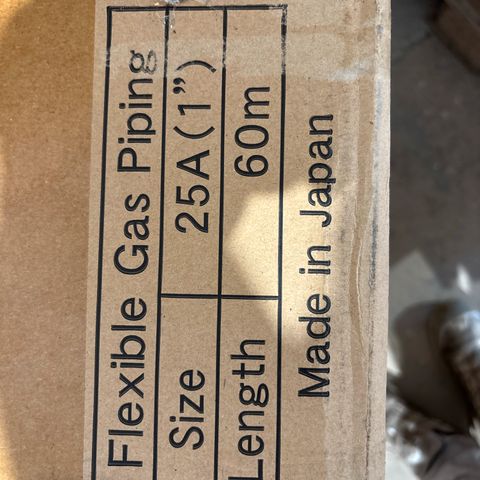 Flexible Gas Piping
Size 25A(1")
Length 60m
Made in Japan